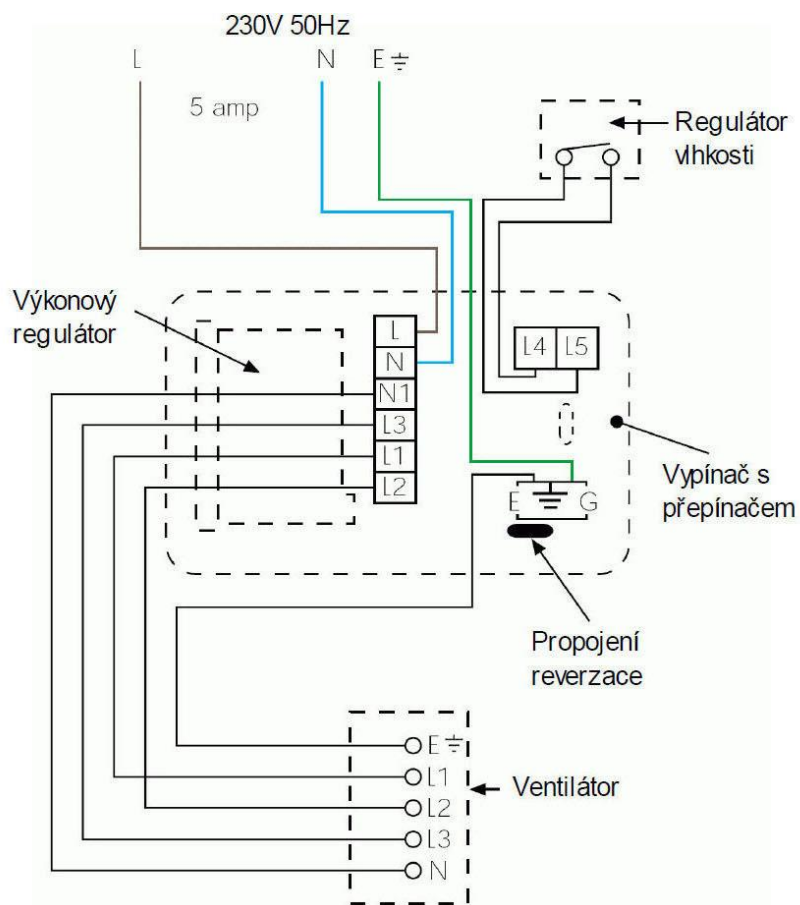 230V 50Hz
L
N
E
5 amp
Regulátor
vlhkosti
Výkonový
regulátor
L
N
N1
L3
L1
L2
L4 L5
Vypínač s
přepínačem
E G
Propojení
reverzace
E
L1
L2
L3
N
Ventilátor